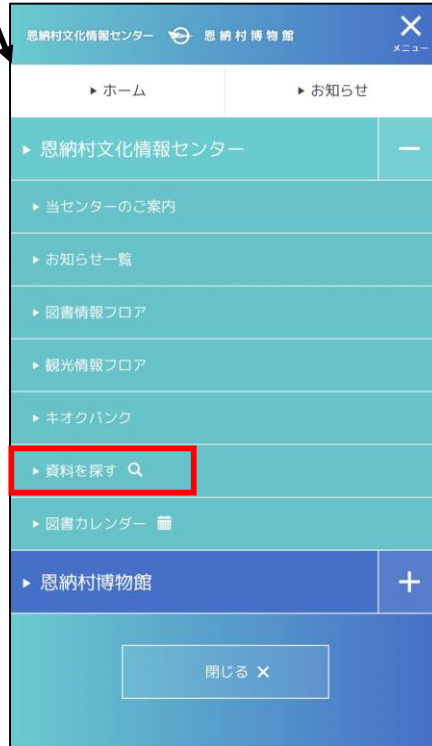 恩納村文化情報センター 恩納村博物館
メニュー
ホーム お知らせ
恩納村文化情報センター
当センターのご案内
お知らせ一覧
図書情報フロア
観光情報フロア
キオクバンク
資料を探す
図書カレンダー
恩納村博物館
閉じる ×